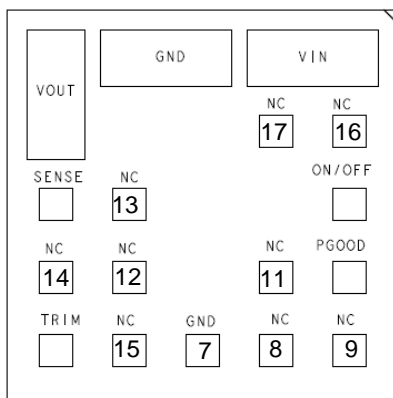 GND VIN
VOUT
NC NC
17 16
SENSE NC ON/OFF
13
NC NC NC PGOOD
14 12 11
TRIM NC GND NC NC
15 7 8 9